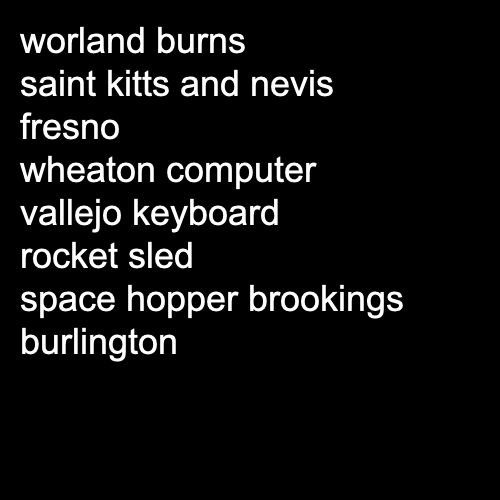 worland burns
saint kitts and nevis
fresno
wheaton computer
vallejo keyboard
rocket sled
space hopper brookings
burlington